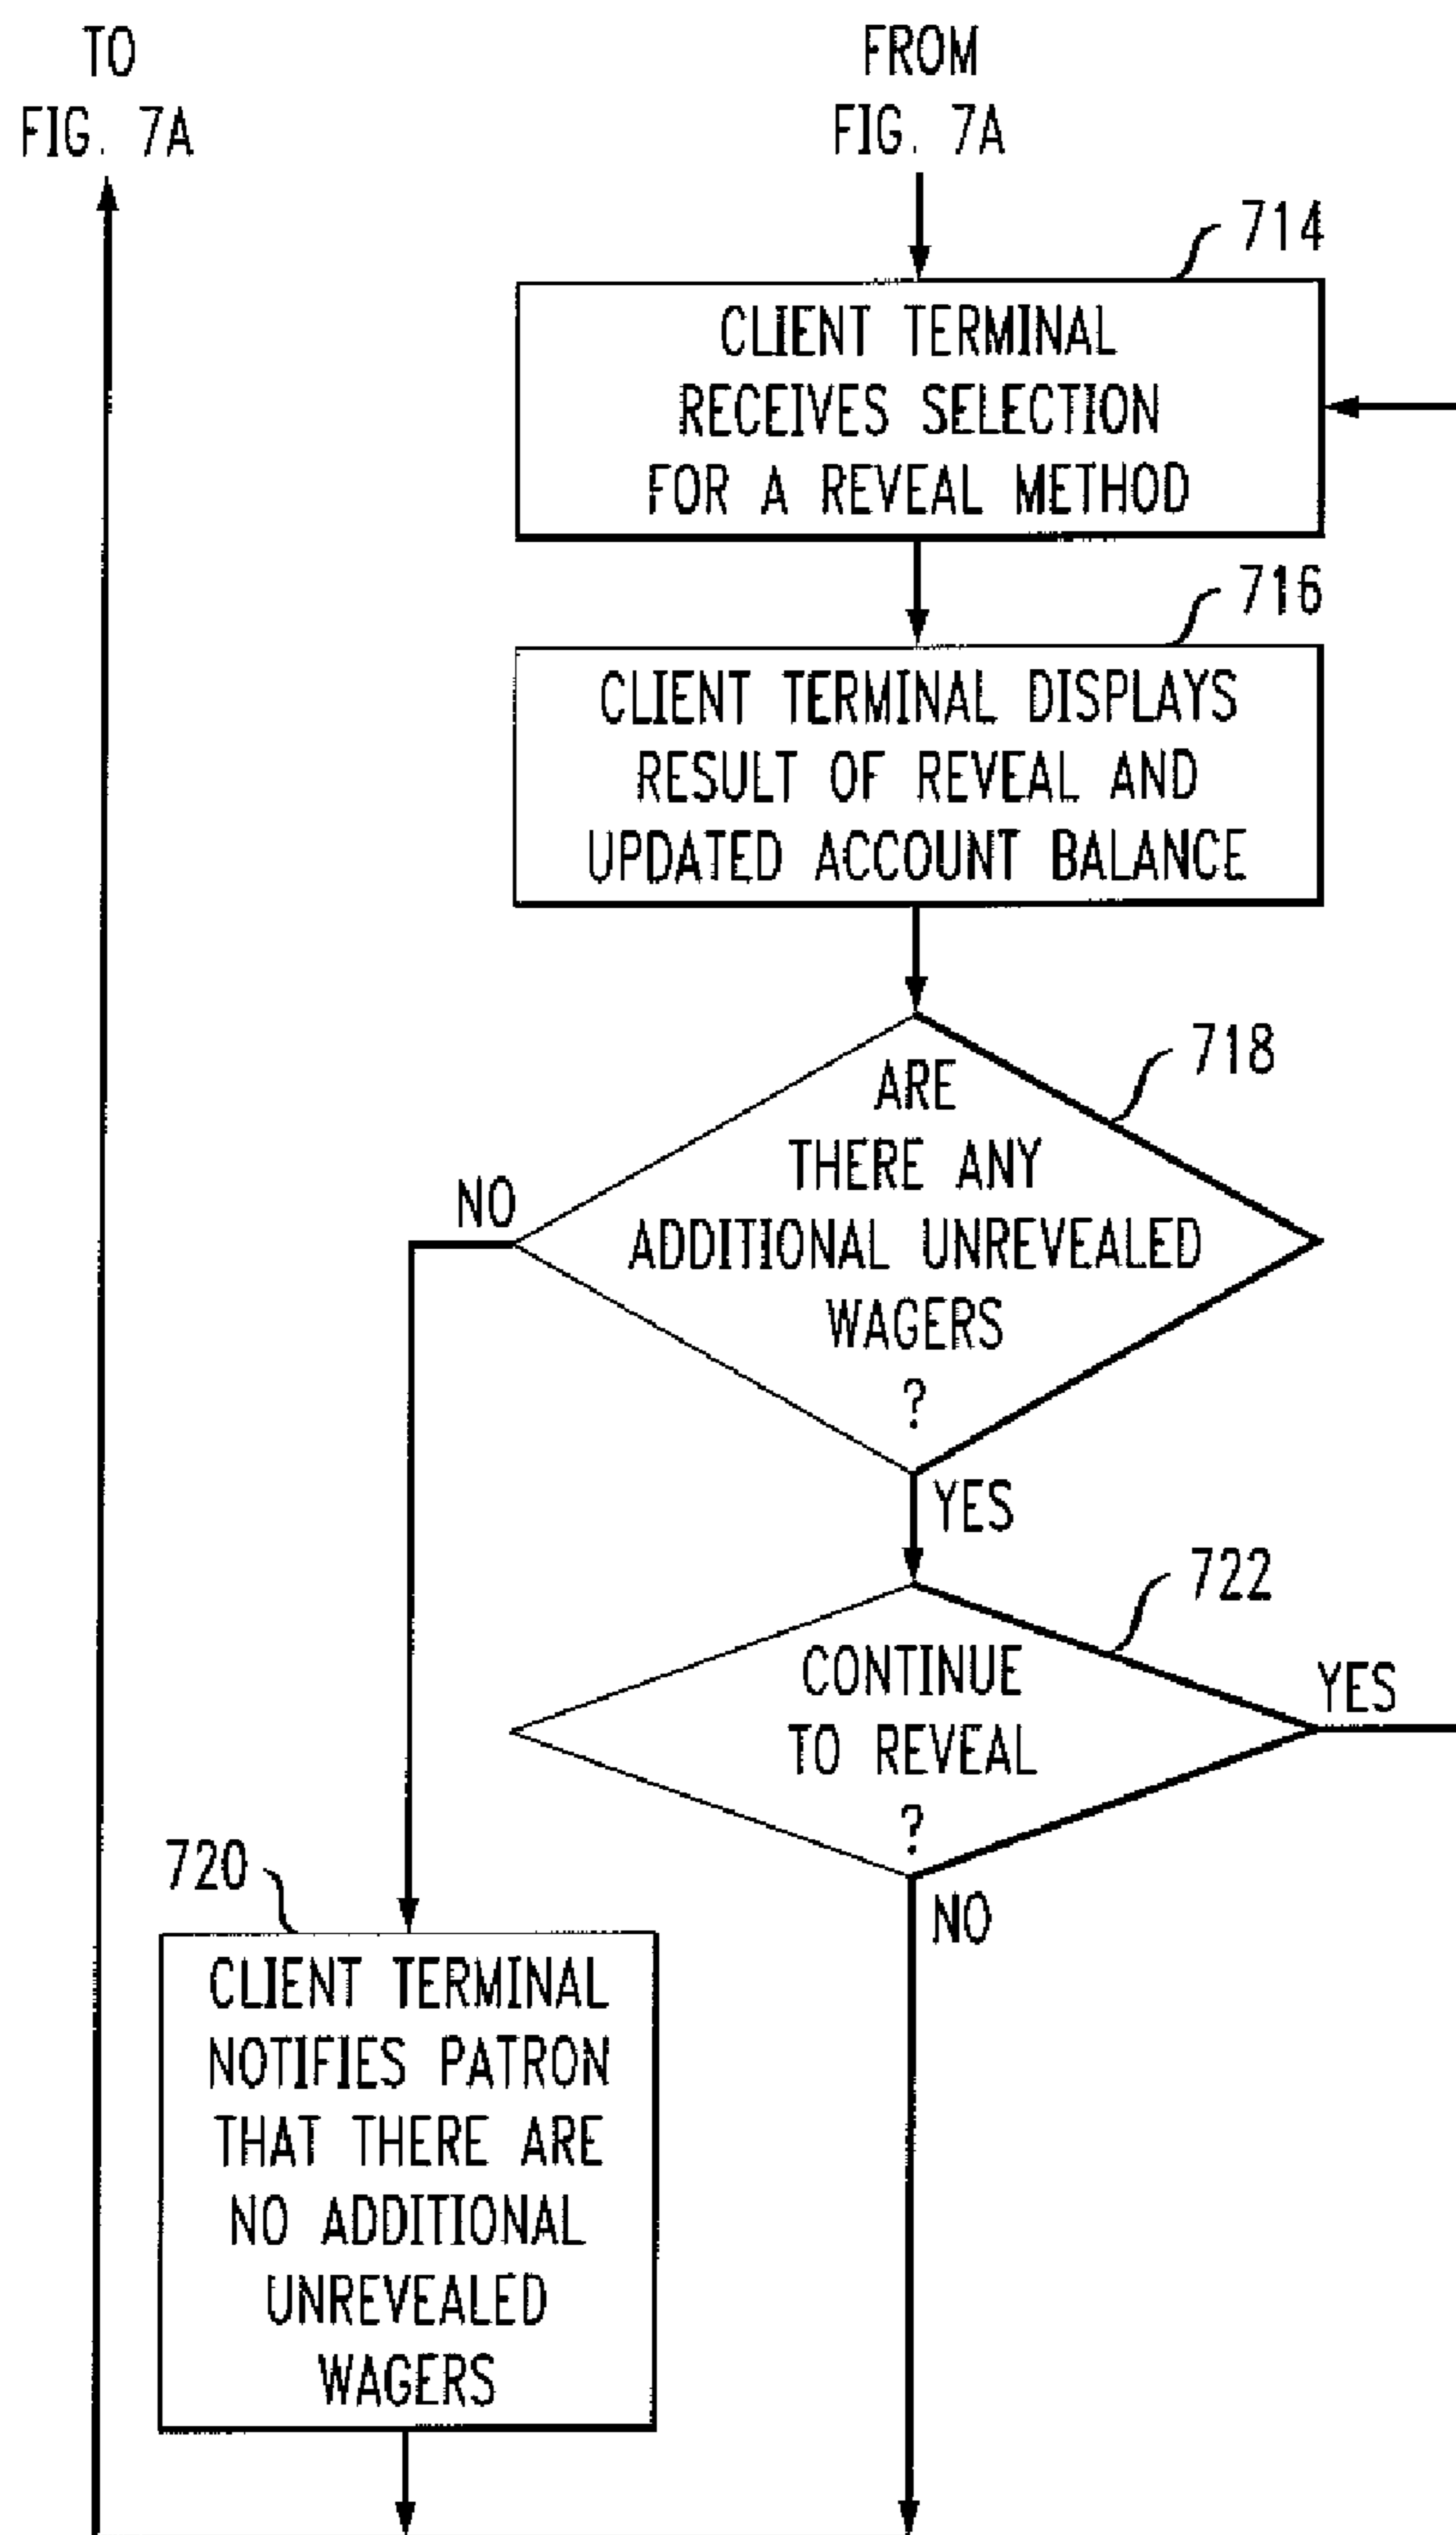 TO
FIG. 7A
FROM
FIG. 7A
714
CLIENT TERMINAL
RECEIVES SELECTION
FOR A REVEAL METHOD
716
CLIENT TERMINAL DISPLAYS
RESULT OF REVEAL AND
UPDATED ACCOUNT BALANCE
718
ARE
THERE ANY
ADDITIONAL UNREVEALED
WAGERS
?
NO
YES
722
CONTINUE
TO REVEAL
?
YES
NO
720
CLIENT TERMINAL
NOTIFIES PATRON
THAT THERE ARE
NO ADDITIONAL
UNREVEALED
WAGERS